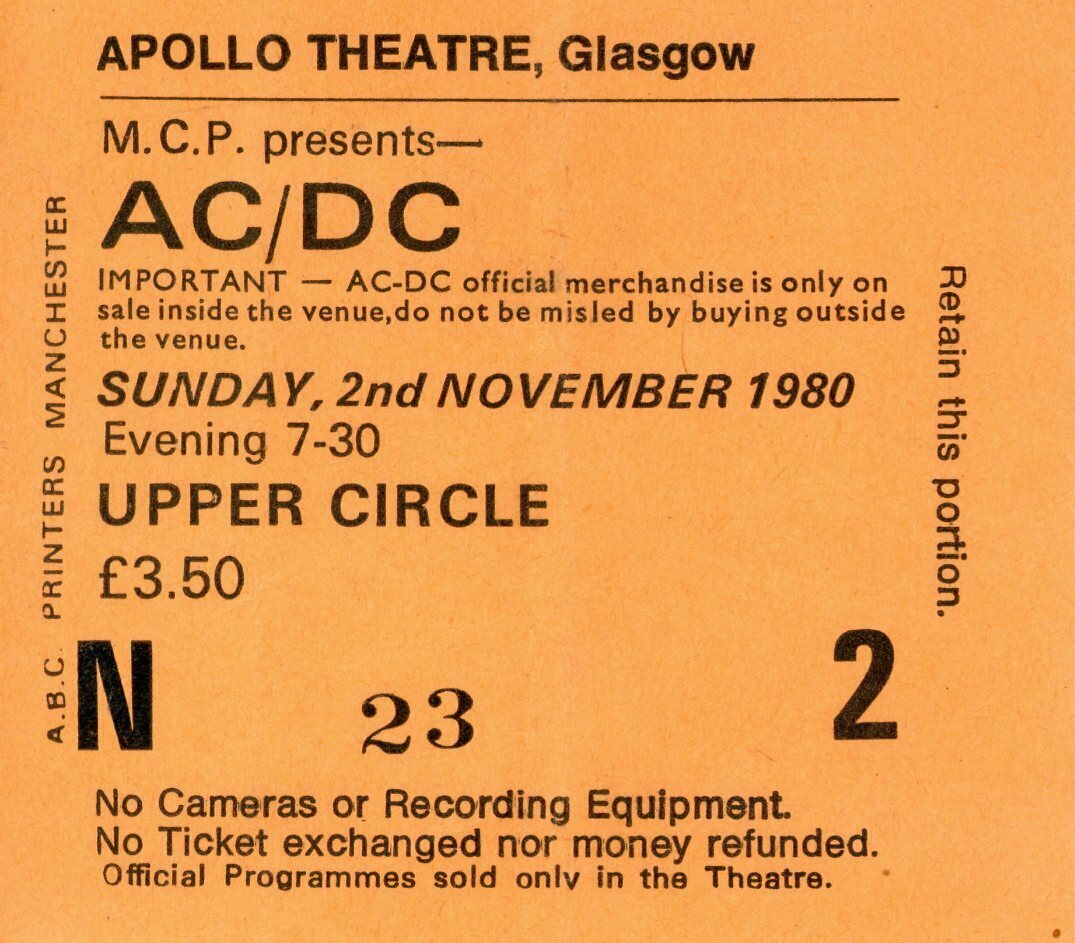 APOLLO THEATRE, Glasgow
M.C.P. presents—
AC/DC
IMPORTANT — AC-DC official merchandise is only on
sale inside the venue,do not be misled by buying outside
the venue.
SUNDAY, 2nd NOVEMBER 1980
Evening 7-30
UPPER CIRCLE
£3.50
N 23 2
No Cameras or Recording Equipment.
No Ticket exchanged nor money refunded.
Official Programmes sold only in the Theatre.
A.B.C. PRINTERS MANCHESTER
Retain this portion.